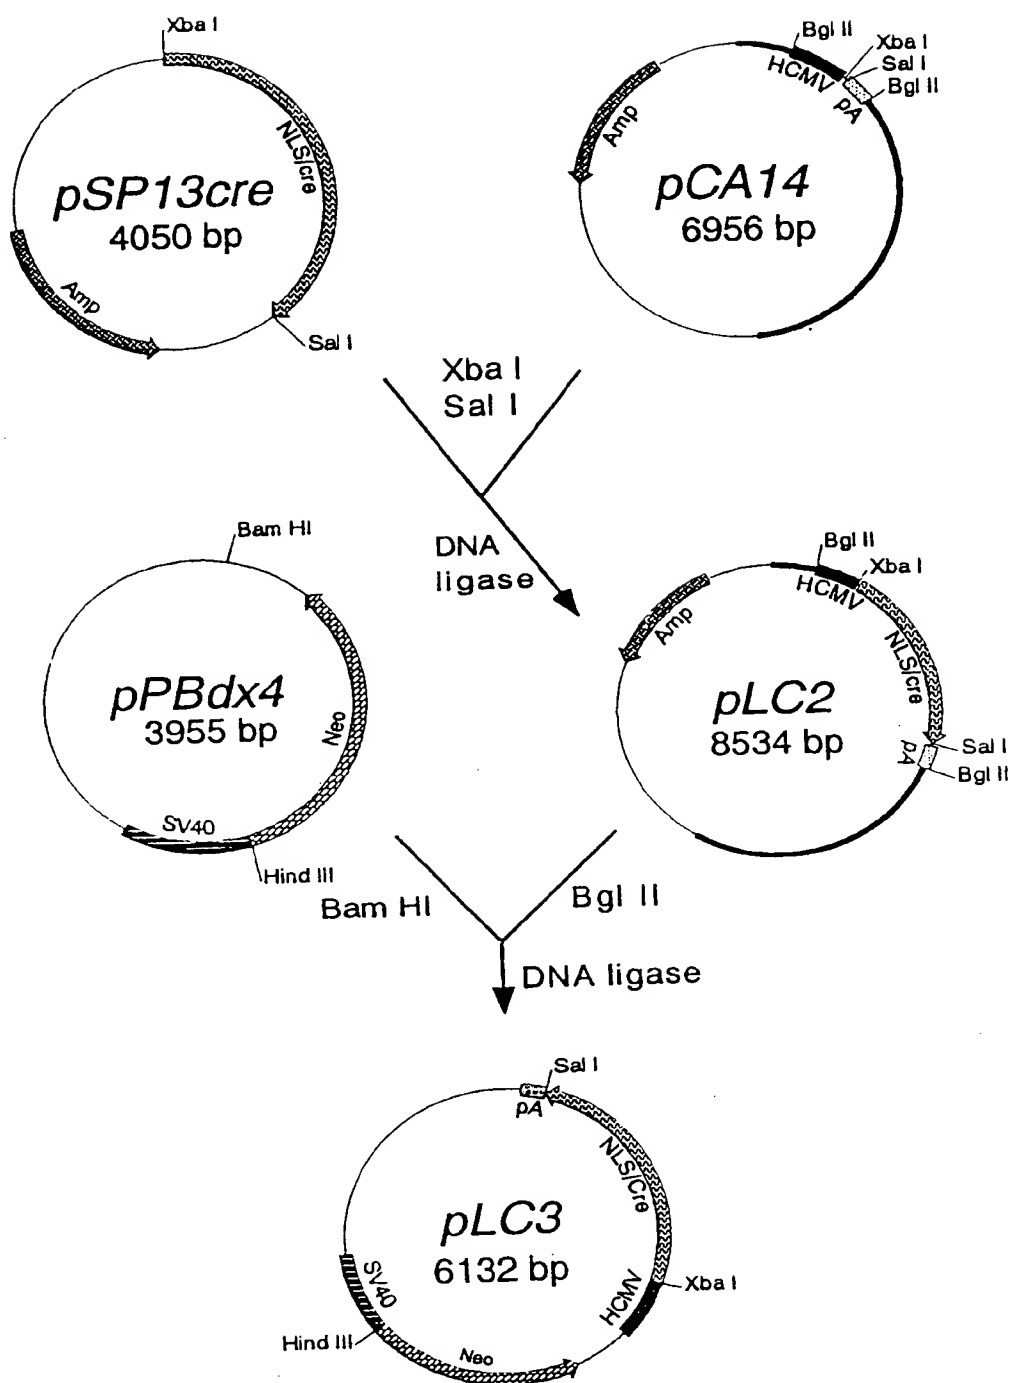 Xba I
NLS/cre
pSP13cre
4050 bp
Amp
Sal I
Bgl II
Xba I
Sal I
Bgl II
HCMV
pA
Amp
pCA14
6956 bp
Xba I
Sal I
DNA
ligase
Bam HI
pPBdx4
3955 bp
Neo
SV40
Hind III
Bgl II
Xba I
HCMV
Amp
NLS/cre
pLC2
8534 bp
Sal I
pA
Bgl II
Bam HI
Bgl II
DNA ligase
Sal I
pA
NLS/Cre
pLC3
6132 bp
SV40
HCMV
Xba I
Hind III
Neo